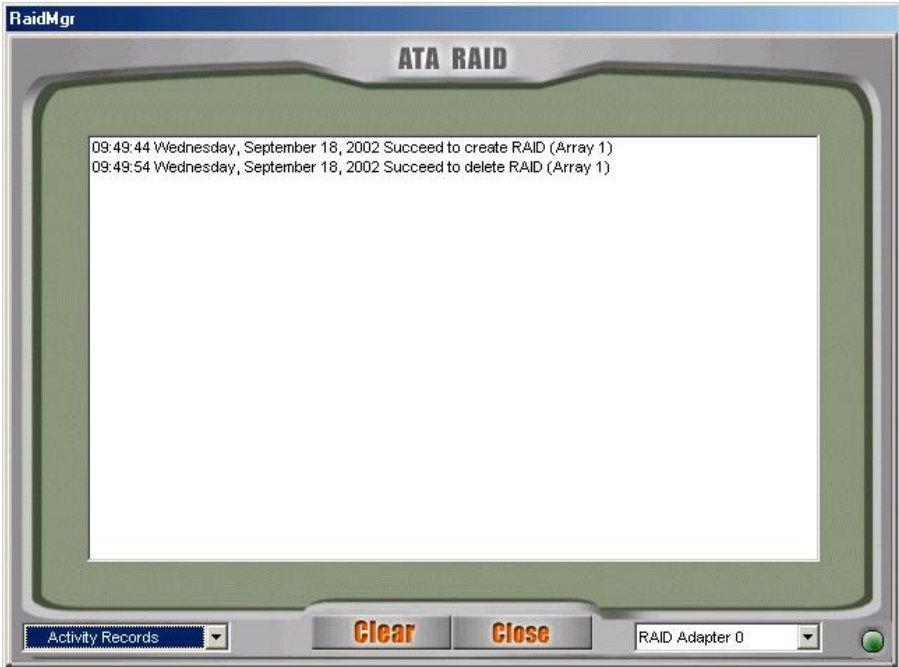 RaidMgr
ATA RAID
09:49:44 Wednesday, September 18, 2002 Succeed to create RAID (Array 1)
09:49:54 Wednesday, September 18, 2002 Succeed to delete RAID (Array 1)
Activity Records
Clear
Close
RAID Adapter 0